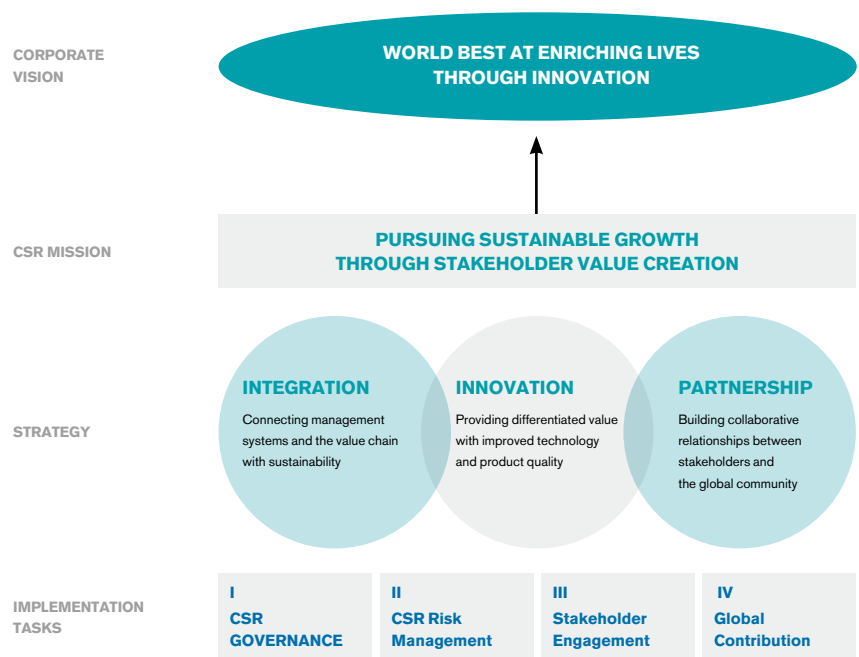 CORPORATE
VISION
WORLD BEST AT ENRICHING LIVES
THROUGH INNOVATION
CSR MISSION
PURSUING SUSTAINABLE GROWTH
THROUGH STAKEHOLDER VALUE CREATION
STRATEGY
INTEGRATION
Connecting management
systems and the value chain
with sustainability
INNOVATION
Providing differentiated value
with improved technology
and product quality
PARTNERSHIP
Building collaborative
relationships between
stakeholders and
the global community
IMPLEMENTATION
TASKS
I
CSR
GOVERNANCE
II
CSR Risk
Management
III
Stakeholder
Engagement
IV
Global
Contribution